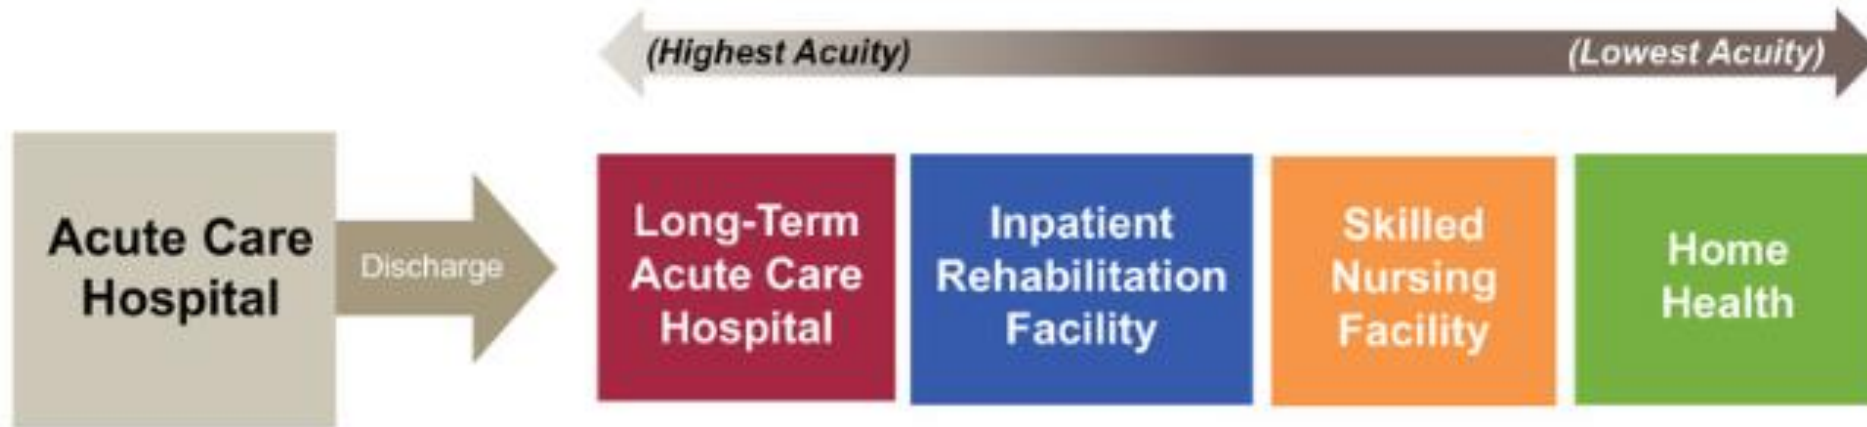 (Highest Acuity)
(Lowest Acuity)
Acute Care
Hospital
Discharge
Long-Term
Acute Care
Hospital
Inpatient
Rehabilitation
Facility
Skilled
Nursing
Facility
Home
Health